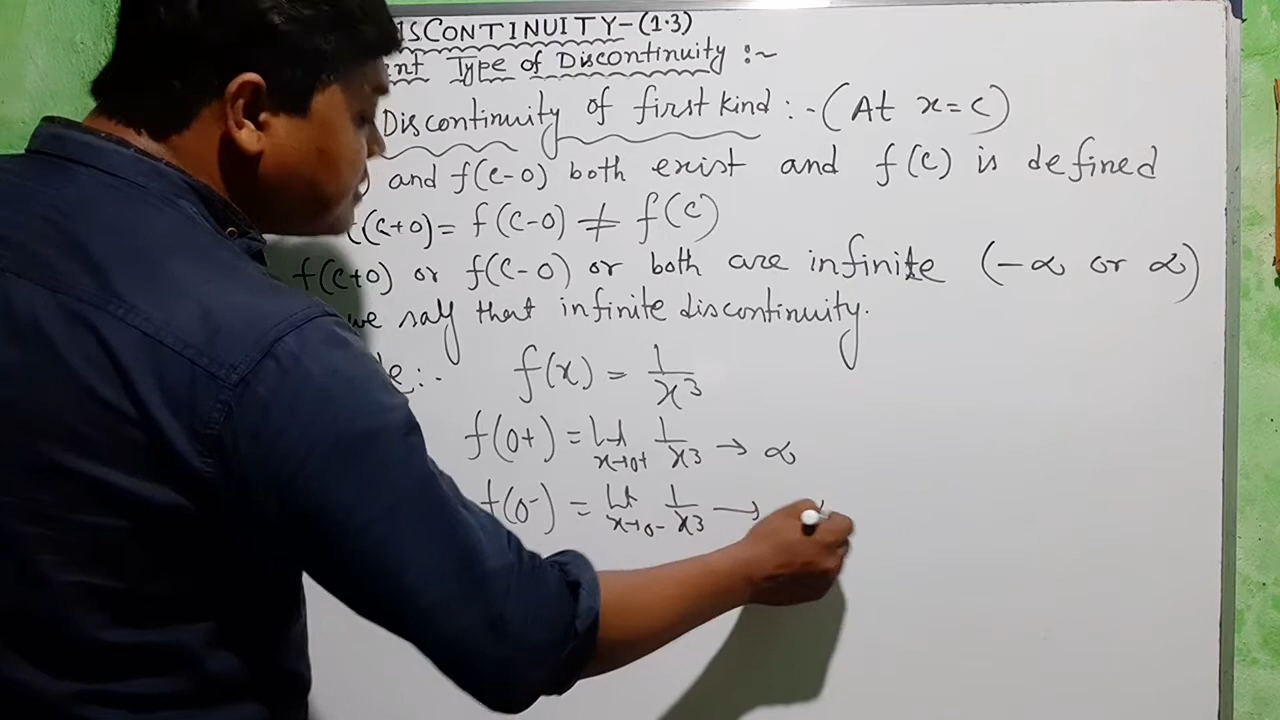 ISCONTINUITY-(1.3)
nt Type of Discontinuity :~
Discontinuity of first kind :- (At x=c)
) and f(c-0) both exist and f(c) is defined
f(c+0) = f(c-0) ≠ f(c)
f(c+0) or f(c-0) or both are infinite (-∝ or ∝)
we say that infinite discontinuity.
e:- f(x) = 1/x³
f(0+) = Lt x→0+ 1/x³ → ∝
f(0-) = Lt x→0- 1/x³ →